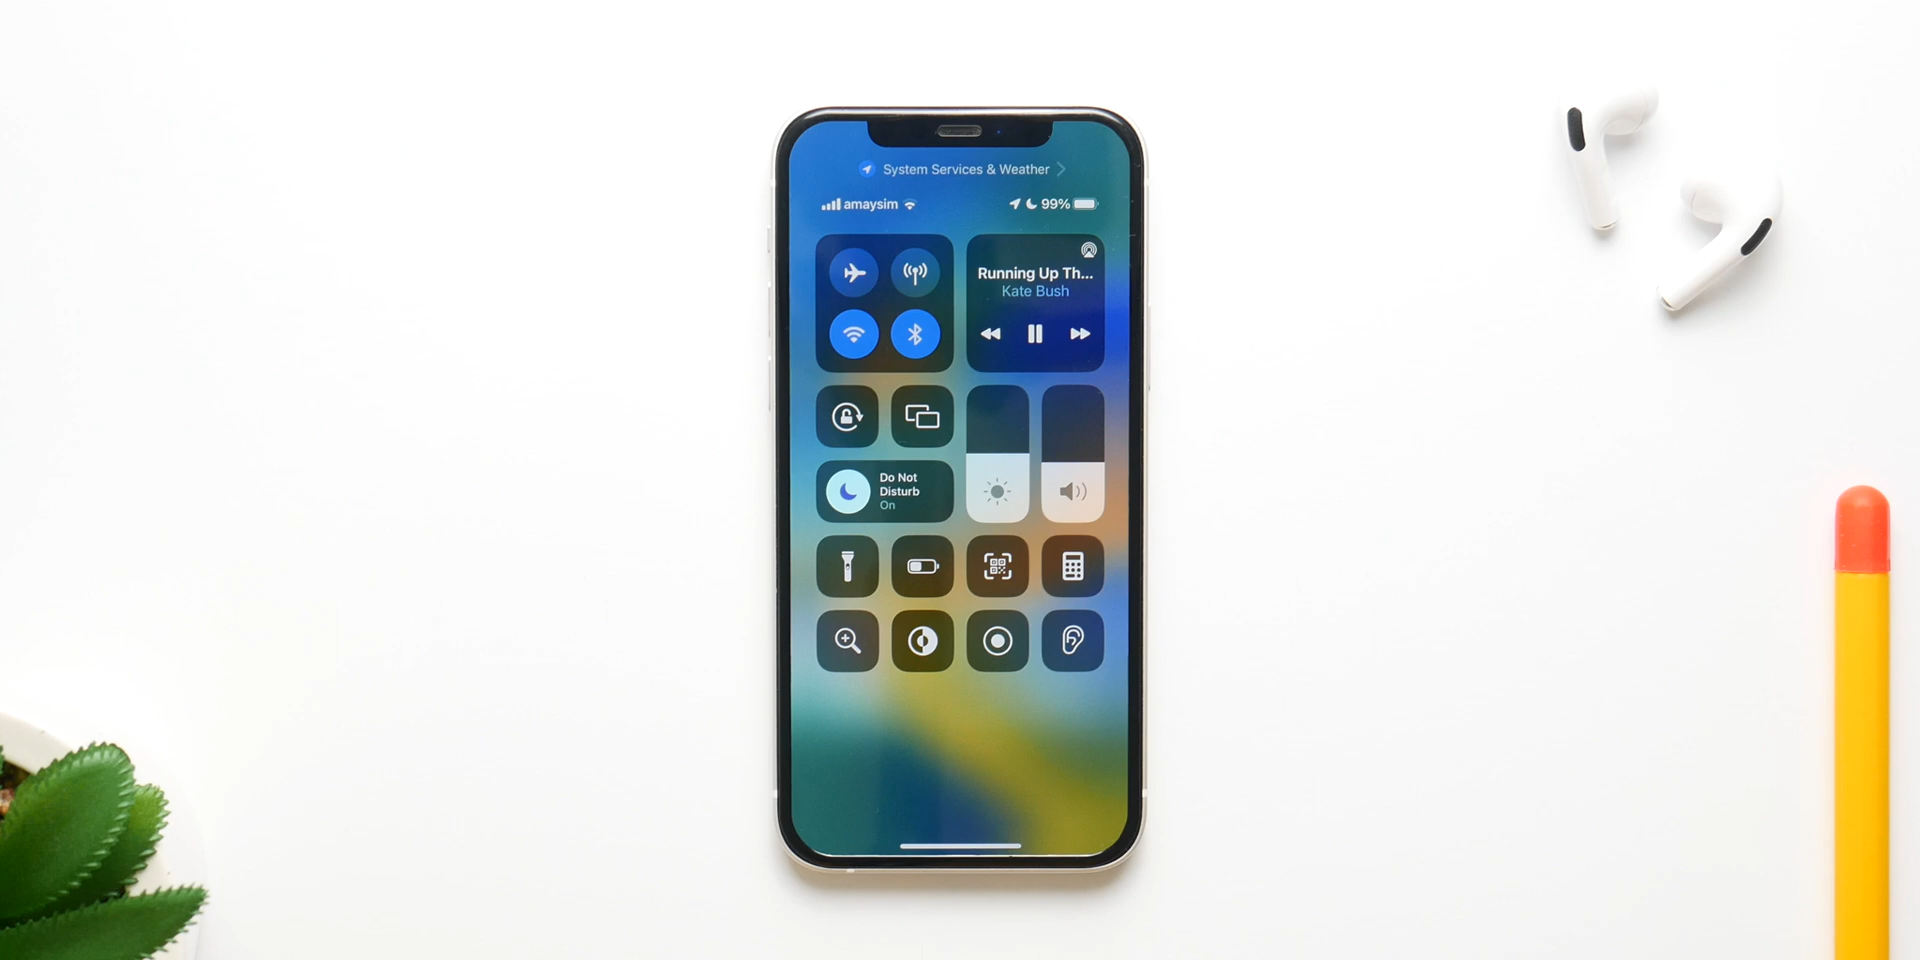 System Services & Weather
amaysim
99%
Running Up Th...
Kate Bush
Do Not
Disturb
On